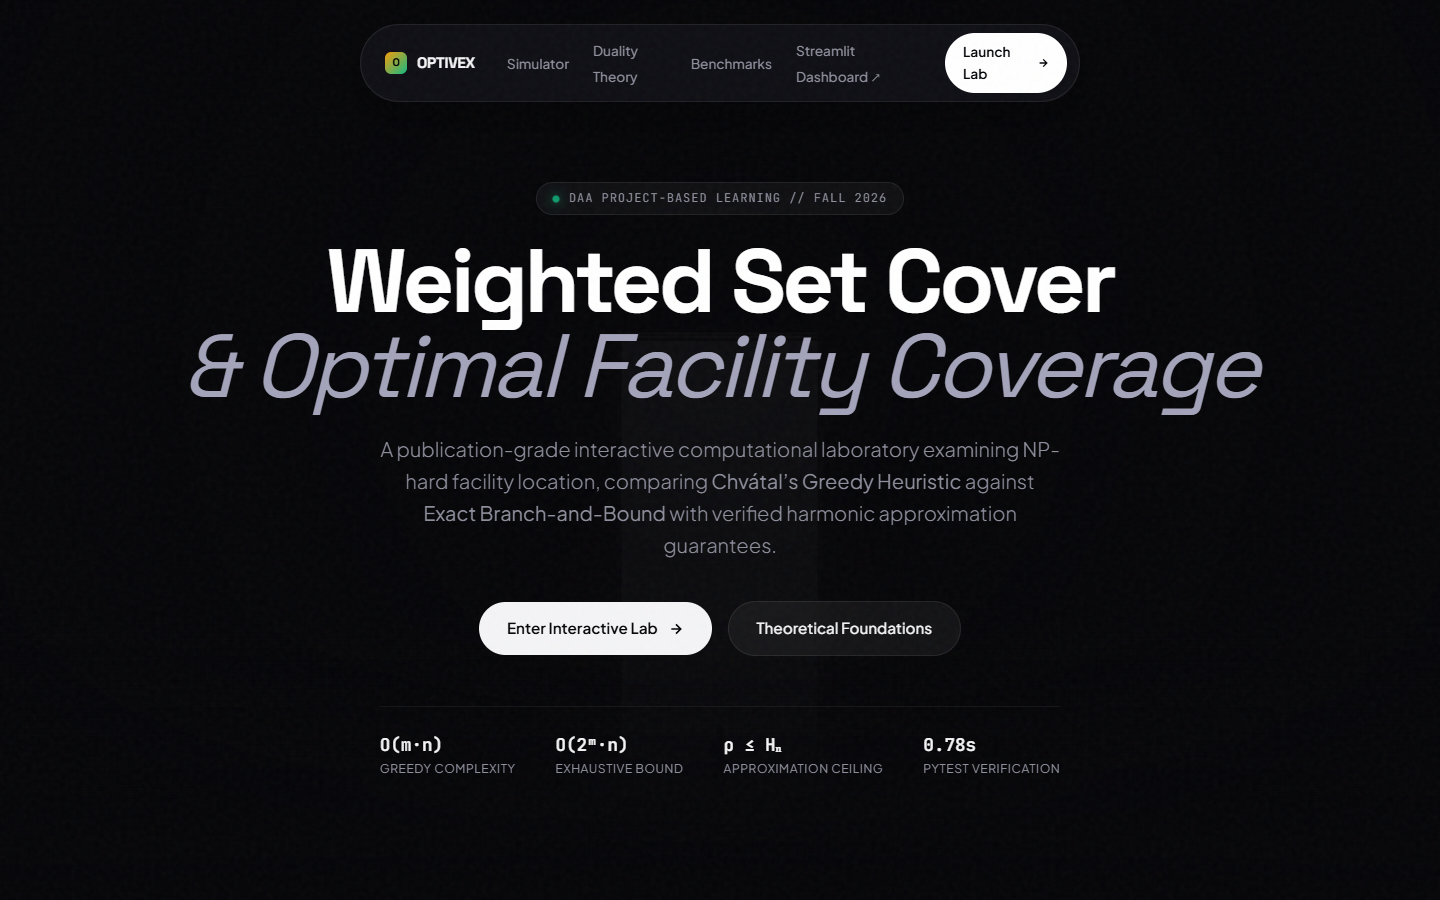 O OPTIVEX Simulator Duality Theory Benchmarks Streamlit Dashboard ↗ Launch Lab →
DAA PROJECT-BASED LEARNING // FALL 2026
Weighted Set Cover
& Optimal Facility Coverage
A publication-grade interactive computational laboratory examining NP-
hard facility location, comparing Chvátal’s Greedy Heuristic against
Exact Branch-and-Bound with verified harmonic approximation
guarantees.
Enter Interactive Lab → Theoretical Foundations
O(m·n) O(2ᵐ·n) ρ ≤ Hₙ 0.78s
GREEDY COMPLEXITY EXHAUSTIVE BOUND APPROXIMATION CEILING PYTEST VERIFICATION